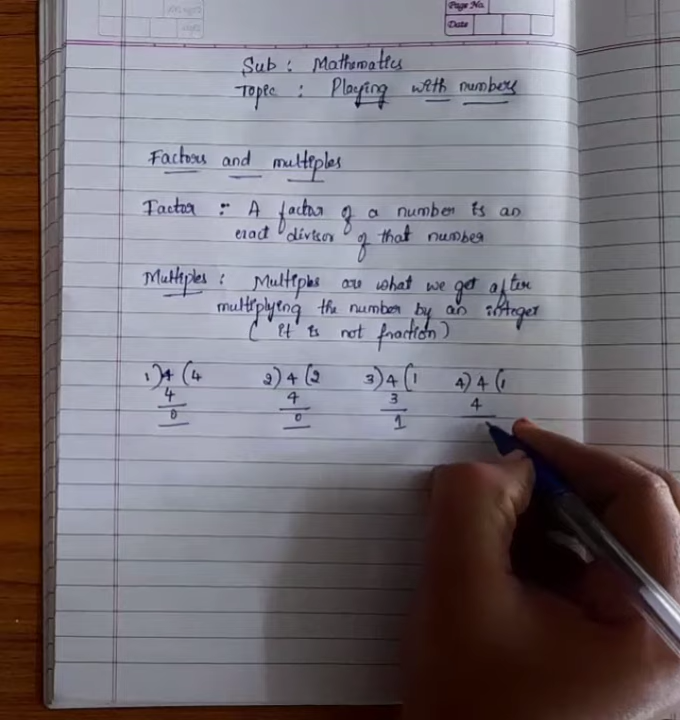 Page No.
Date
Sub : Mathematics
Topic : Playing with numbers
Factors and multiples
Factor :- A factor of a number is an
exact divisor of that number
Multiples : Multiples are what we get after
multiplying the number by an integer
( it is not fraction )
1) 4 ( 4 2) 4 ( 2 3) 4 ( 1 4) 4 ( 1
4 4 3 4
0 0 1